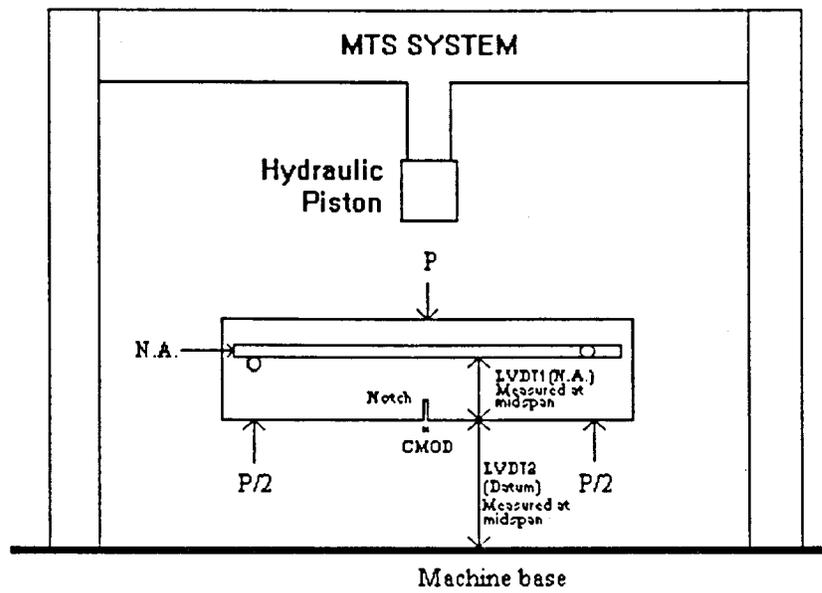 MTS SYSTEM
Hydraulic
Piston
P
N.A.
LVDT1(N.A.)
Measured at
midspan
Notch
CMOD
P/2
P/2
LVDT2
(Datum)
Measured at
midspan
Machine base